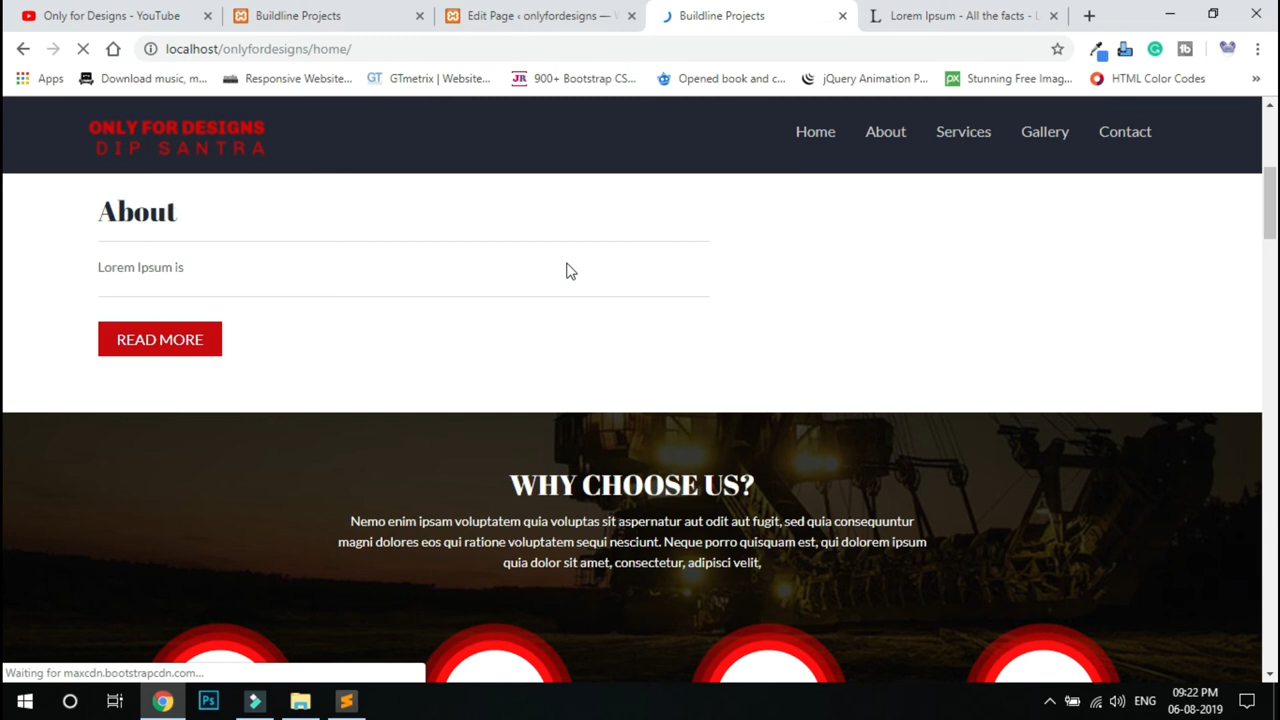 Only for Designs - YouTube
Buildline Projects
Edit Page ‹ onlyfordesigns —
Buildline Projects
Lorem Ipsum - All the facts -
localhost/onlyfordesigns/home/
Apps
Download music, m...
Responsive Website...
GT GTmetrix | Website...
JR 900+ Bootstrap CS...
Opened book and c...
jQuery Animation P...
px Stunning Free Imag...
HTML Color Codes
»
ONLY FOR DESIGNS
DIP SANTRA
Home About Services Gallery Contact
About
Lorem Ipsum is
READ MORE
WHY CHOOSE US?
Nemo enim ipsam voluptatem quia voluptas sit aspernatur aut odit aut fugit, sed quia consequuntur
magni dolores eos qui ratione voluptatem sequi nesciunt. Neque porro quisquam est, qui dolorem ipsum
quia dolor sit amet, consectetur, adipisci velit,
Waiting for maxcdn.bootstrapcdn.com...
Ps
ENG
09:22 PM
06-08-2019